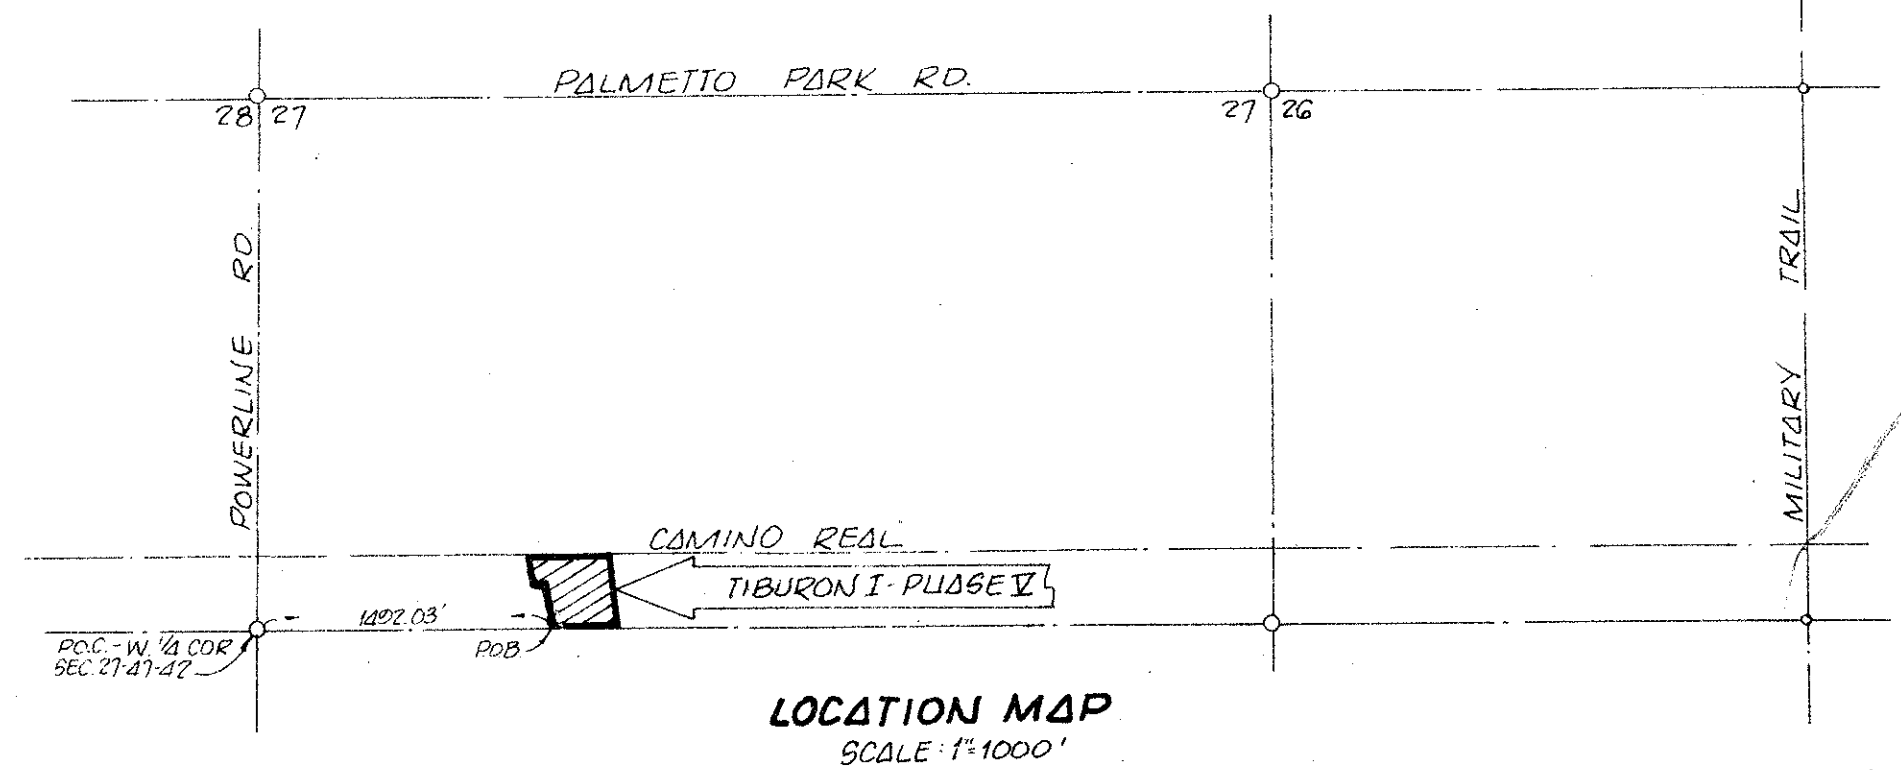 PALMETTO PARK RD.
28 27
27 26
POWERLINE RD.
MILITARY TRAIL
CAMINO REAL
TIBURON I - PHASE V
1492.03'
P.O.C. - W. 1/4 COR
SEC. 27-47-42
P.O.B.
LOCATION MAP
SCALE: 1"=1000'